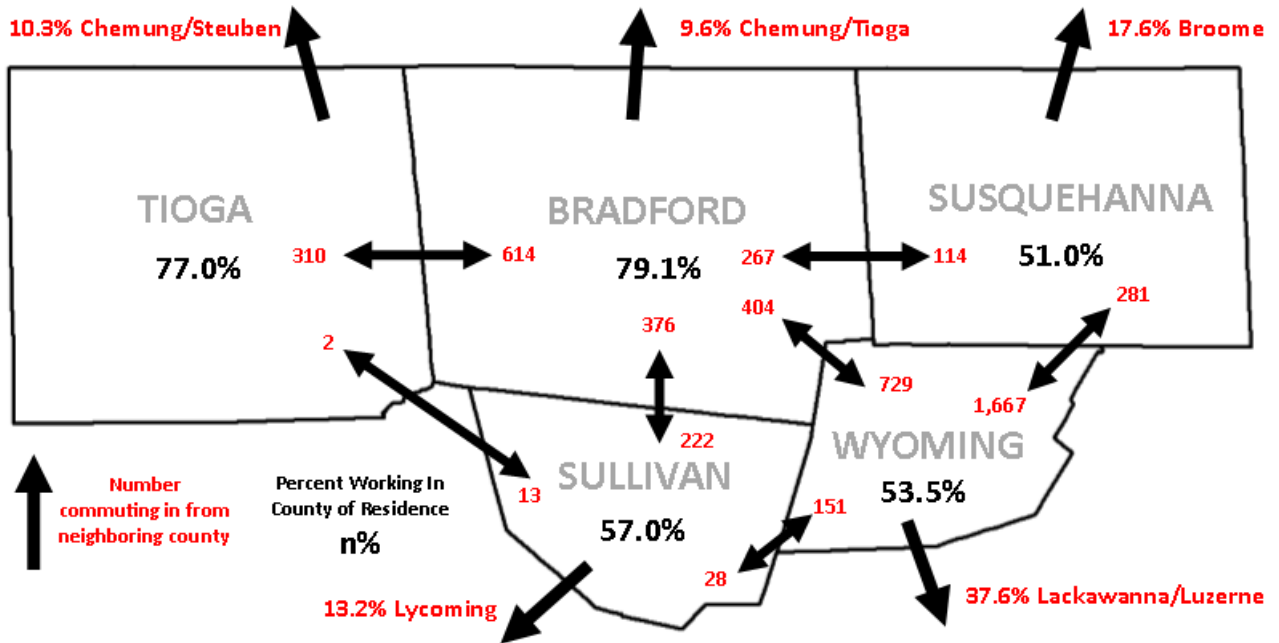 10.3% Chemung/Steuben
9.6% Chemung/Tioga
17.6% Broome
TIOGA
77.0%
310
2
BRADFORD
79.1%
614
267
404
376
SUSQUEHANNA
51.0%
114
281
729
1,667
WYOMING
53.5%
151
222
SULLIVAN
13
57.0%
28
Number
commuting in from
neighboring county
Percent Working In
County of Residence
n%
13.2% Lycoming
37.6% Lackawanna/Luzerne